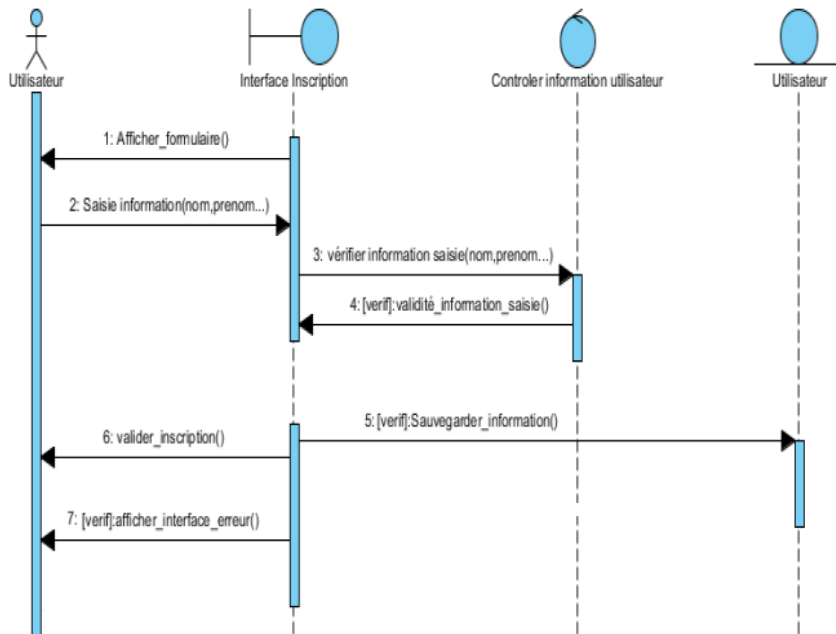 Utilisateur
Interface Inscription
Controler information utilisateur
Utilisateur
1: Afficher_formulaire()
2: Saisie information(nom,prenom...)
3: vérifier information saisie(nom,prenom...)
4: [verif]:validité_information_saisie()
5: [verif]:Sauvegarder_information()
6: valider_inscription()
7: [verif]:afficher_interface_erreur()